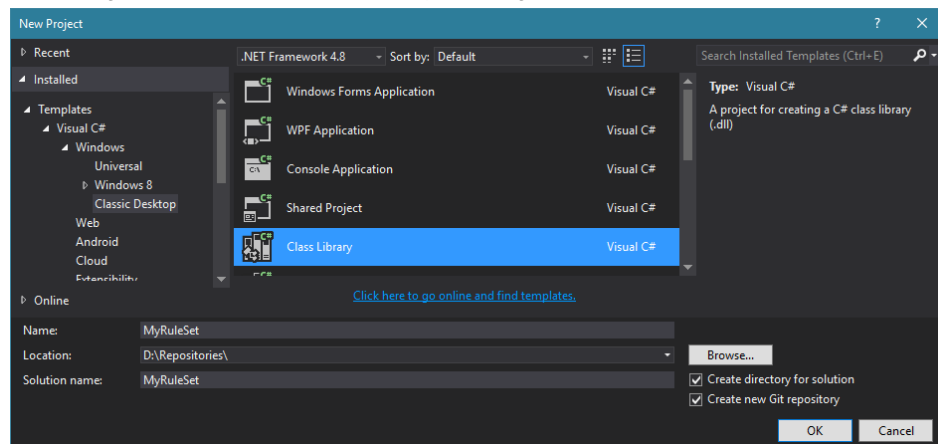 New Project
Recent
.NET Framework 4.8
Sort by: Default
Search Installed Templates (Ctrl+E)
Installed
Templates
Visual C#
Windows
Universal
Windows 8
Classic Desktop
Web
Android
Cloud
Extensibility
Online
Windows Forms Application Visual C#
WPF Application Visual C#
Console Application Visual C#
Shared Project Visual C#
Class Library Visual C#
Click here to go online and find templates.
Type: Visual C#
A project for creating a C# class library
(.dll)
Name: MyRuleSet
Location: D:\Repositories\
Browse...
Solution name: MyRuleSet
Create directory for solution
Create new Git repository
OK Cancel